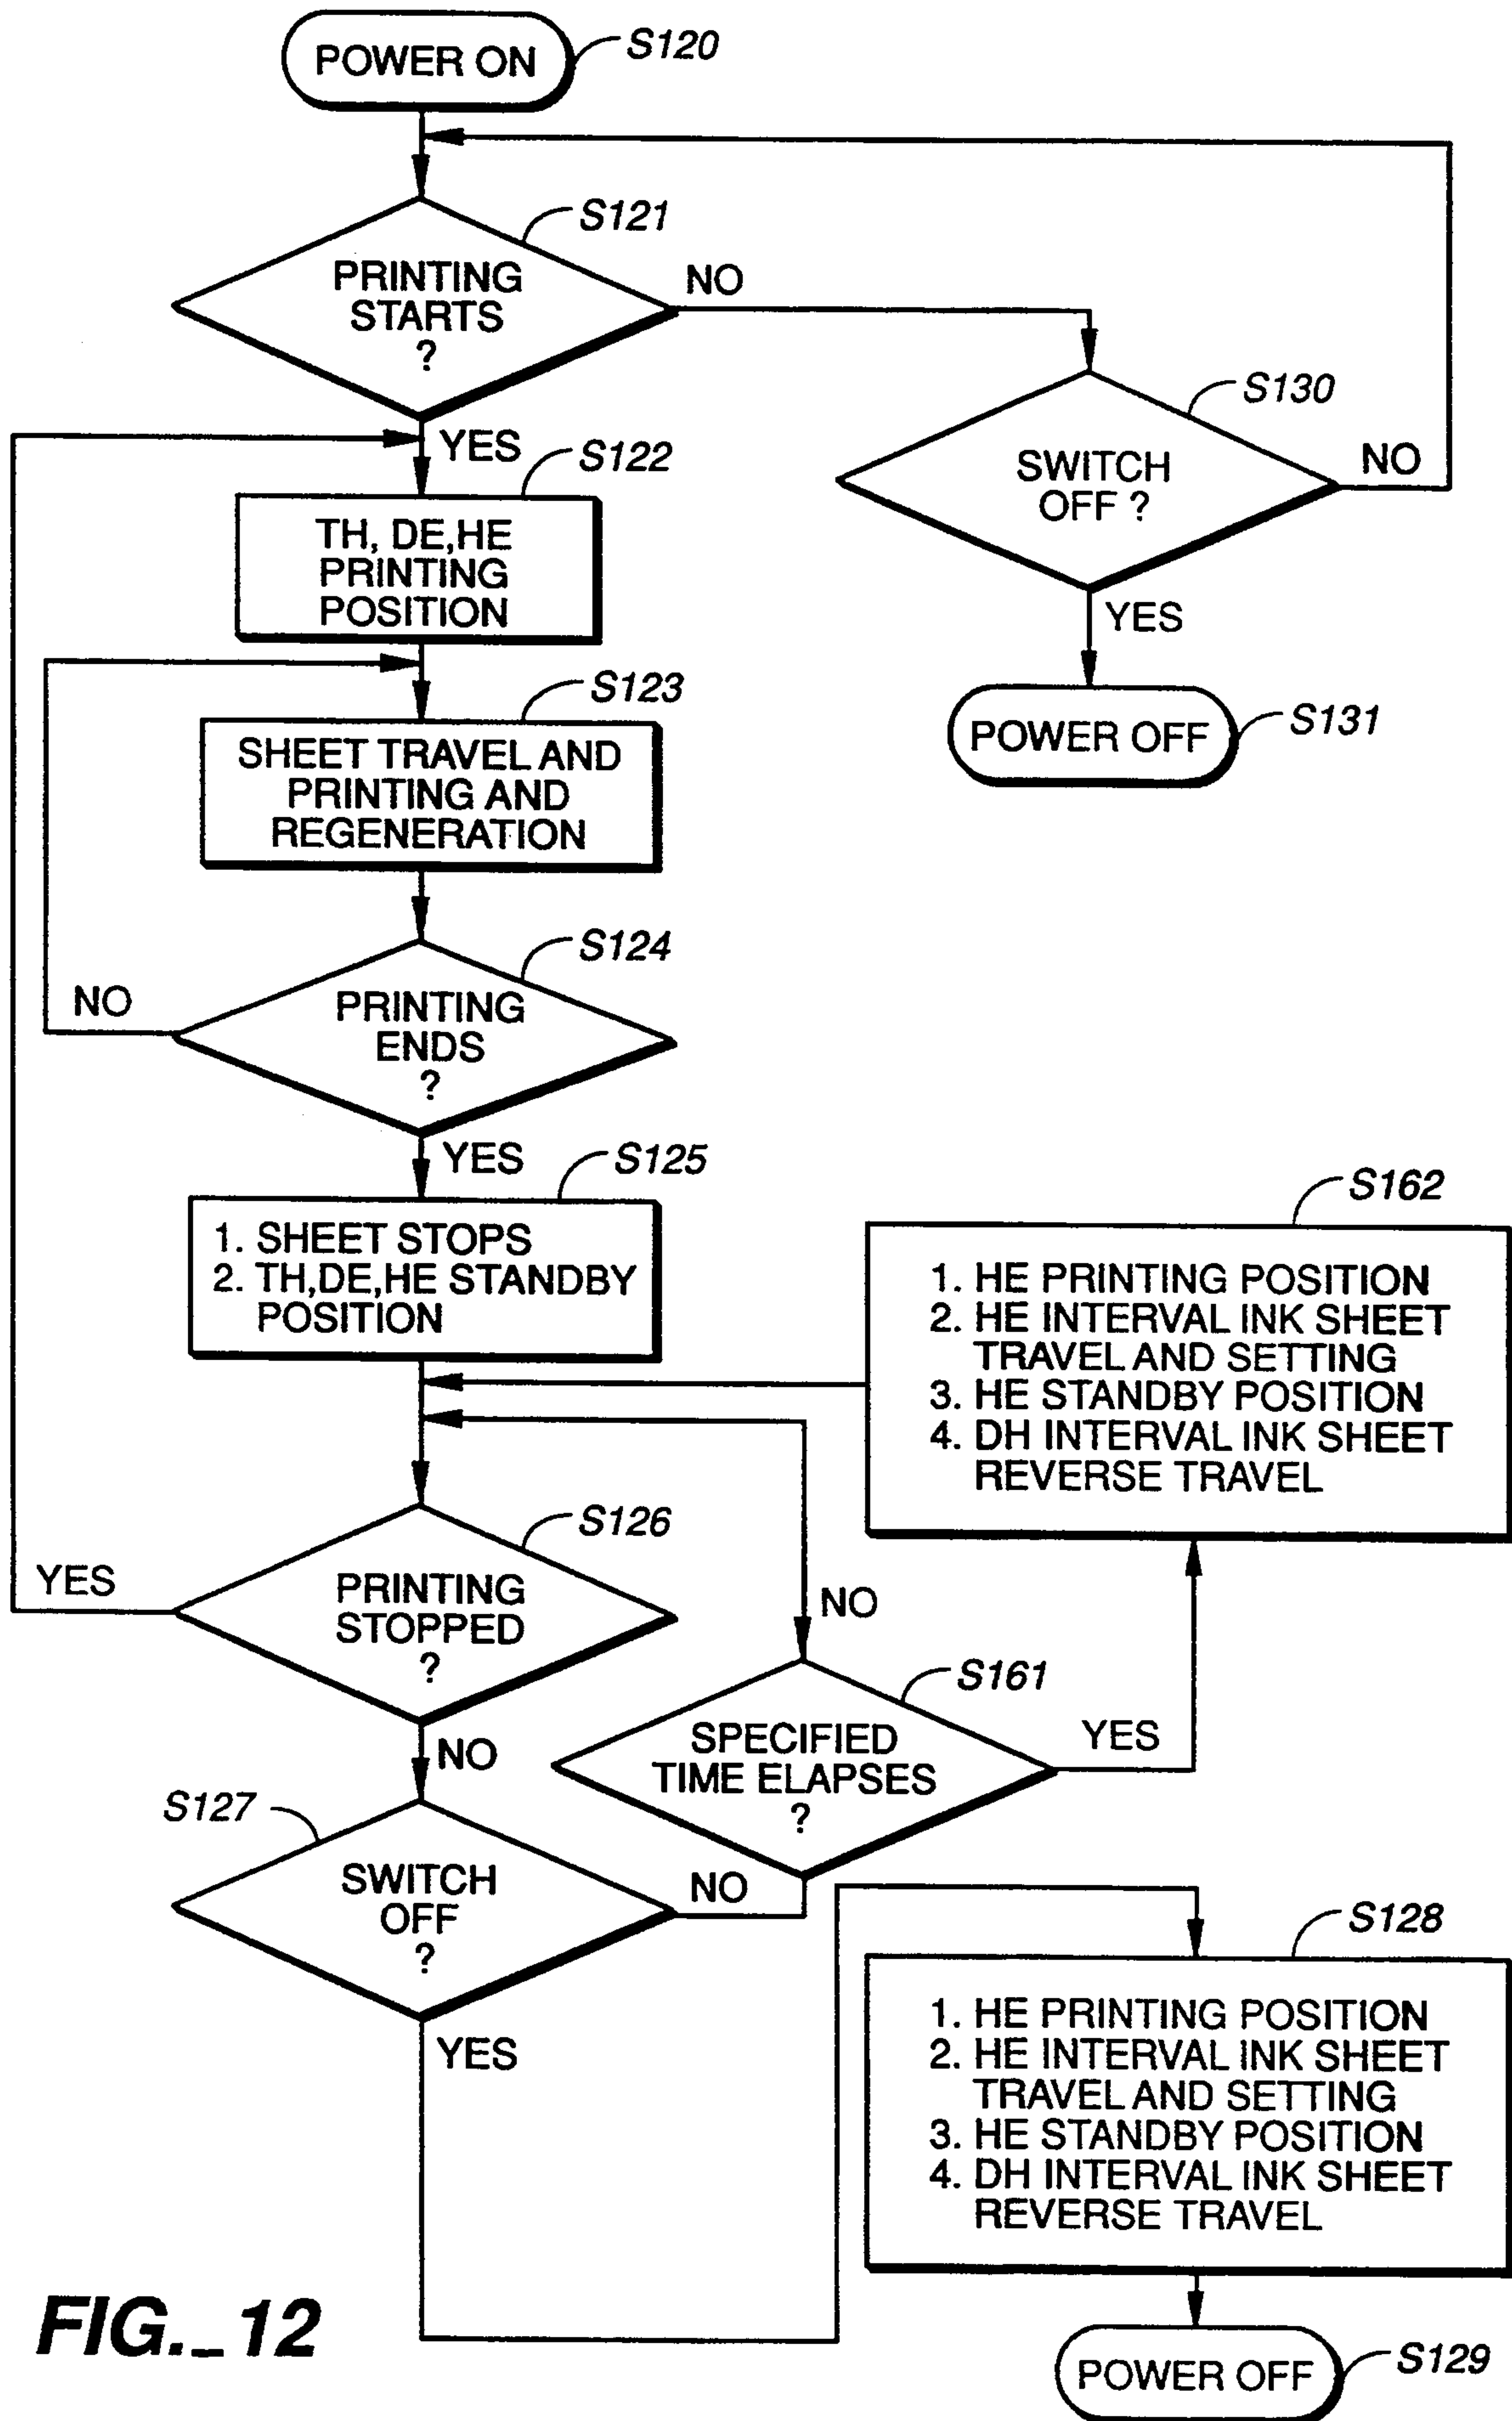 POWER ON
S120
S121
PRINTING
STARTS
?
NO
S130
SWITCH
OFF ?
NO
YES
S122
TH, DE,HE
PRINTING
POSITION
YES
POWER OFF
S131
S123
SHEET TRAVEL AND
PRINTING AND
REGENERATION
S124
PRINTING
ENDS
?
NO
YES
S125
1. SHEET STOPS
2. TH,DE,HE STANDBY
POSITION
S162
1. HE PRINTING POSITION
2. HE INTERVAL INK SHEET
TRAVEL AND SETTING
3. HE STANDBY POSITION
4. DH INTERVAL INK SHEET
REVERSE TRAVEL
S126
PRINTING
STOPPED
?
YES
NO
NO
S161
SPECIFIED
TIME ELAPSES
?
YES
S127
SWITCH
OFF
?
NO
YES
S128
1. HE PRINTING POSITION
2. HE INTERVAL INK SHEET
TRAVEL AND SETTING
3. HE STANDBY POSITION
4. DH INTERVAL INK SHEET
REVERSE TRAVEL
POWER OFF
S129
FIG._ 12